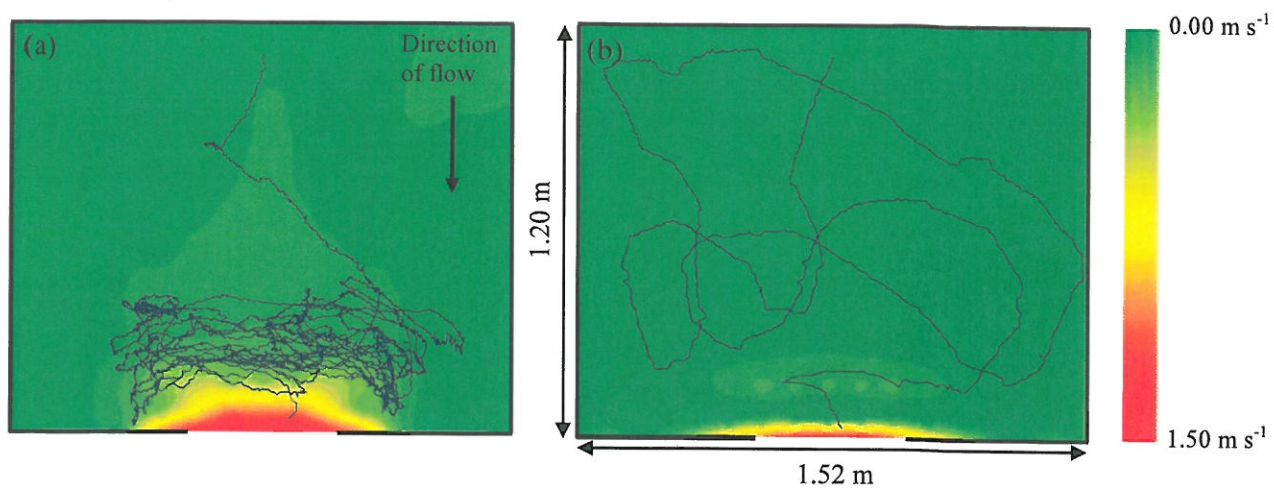 (a)
Direction
of flow
(b)
1.20 m
1.52 m
0.00 m s⁻¹
1.50 m s⁻¹